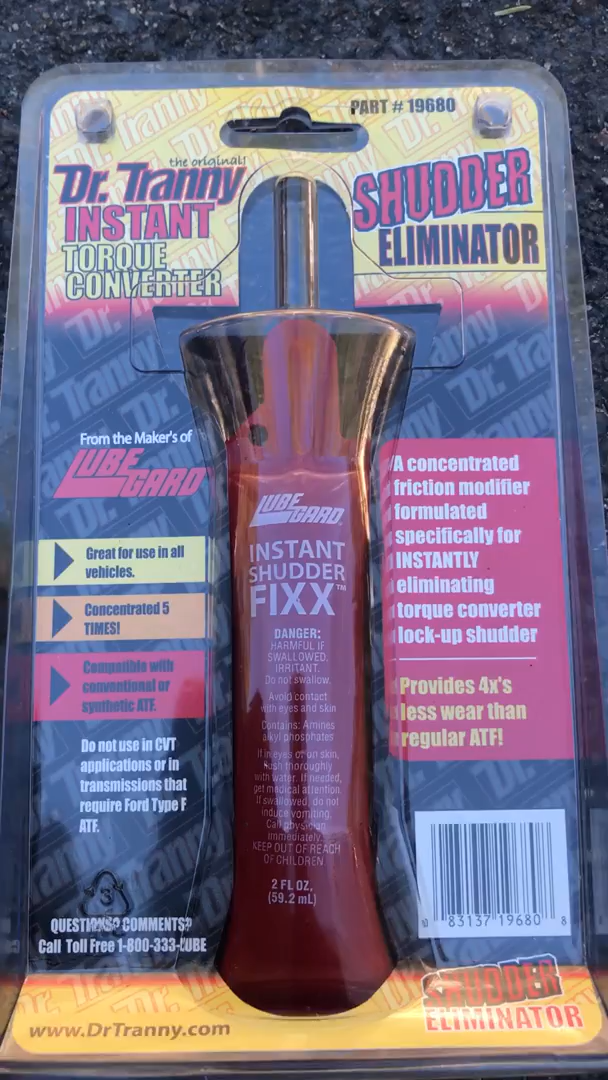 PART # 19680
the original!
Dr. Tranny
INSTANT
TORQUE
CONVERTER
SHUDDER
ELIMINATOR
From the Maker's of
LUBE
GARD
Great for use in all
vehicles.
Concentrated 5
TIMES!
Compatible with
conventional or
synthetic ATF.
Do not use in CVT
applications or in
transmissions that
require Ford Type F
ATF.
3
QUESTIONS? COMMENTS?
Call Toll Free 1-800-333-LUBE
www.DrTranny.com
LUBE
GARD
INSTANT
SHUDDER
FIXX™
DANGER:
HARMFUL IF
SWALLOWED.
IRRITANT.
Do not swallow.
Avoid contact
with eyes and skin
Contains: Amines
alkyl phosphates
If in eyes or on skin,
flush thoroughly
with water. If needed,
get medical attention.
If swallowed, do not
induce vomiting.
Call physician
immediately.
KEEP OUT OF REACH
OF CHILDREN
2 FL OZ.
(59.2 mL)
A concentrated
friction modifier
formulated
specifically for
INSTANTLY
eliminating
torque converter
lock-up shudder
Provides 4x's
less wear than
regular ATF!
83137 19680 8
SHUDDER
ELIMINATOR